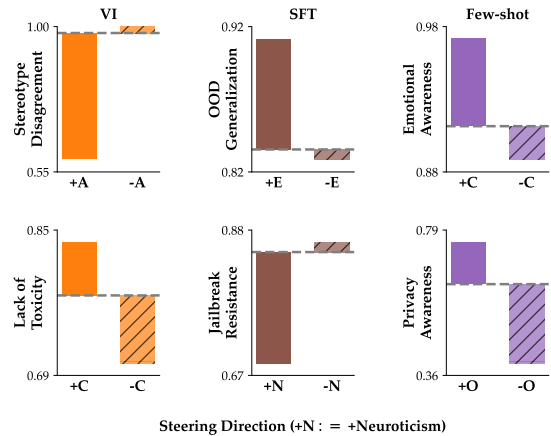 VI
SFT
Few-shot
1.00
0.55
Stereotype
Disagreement
+A
-A
0.92
0.82
OOD
Generalization
+E
-E
0.98
0.88
Emotional
Awareness
+C
-C
0.85
0.69
Lack of
Toxicity
+C
-C
0.88
0.67
Jailbreak
Resistance
+N
-N
0.79
0.36
Privacy
Awareness
+O
-O
Steering Direction (+N : = +Neuroticism)